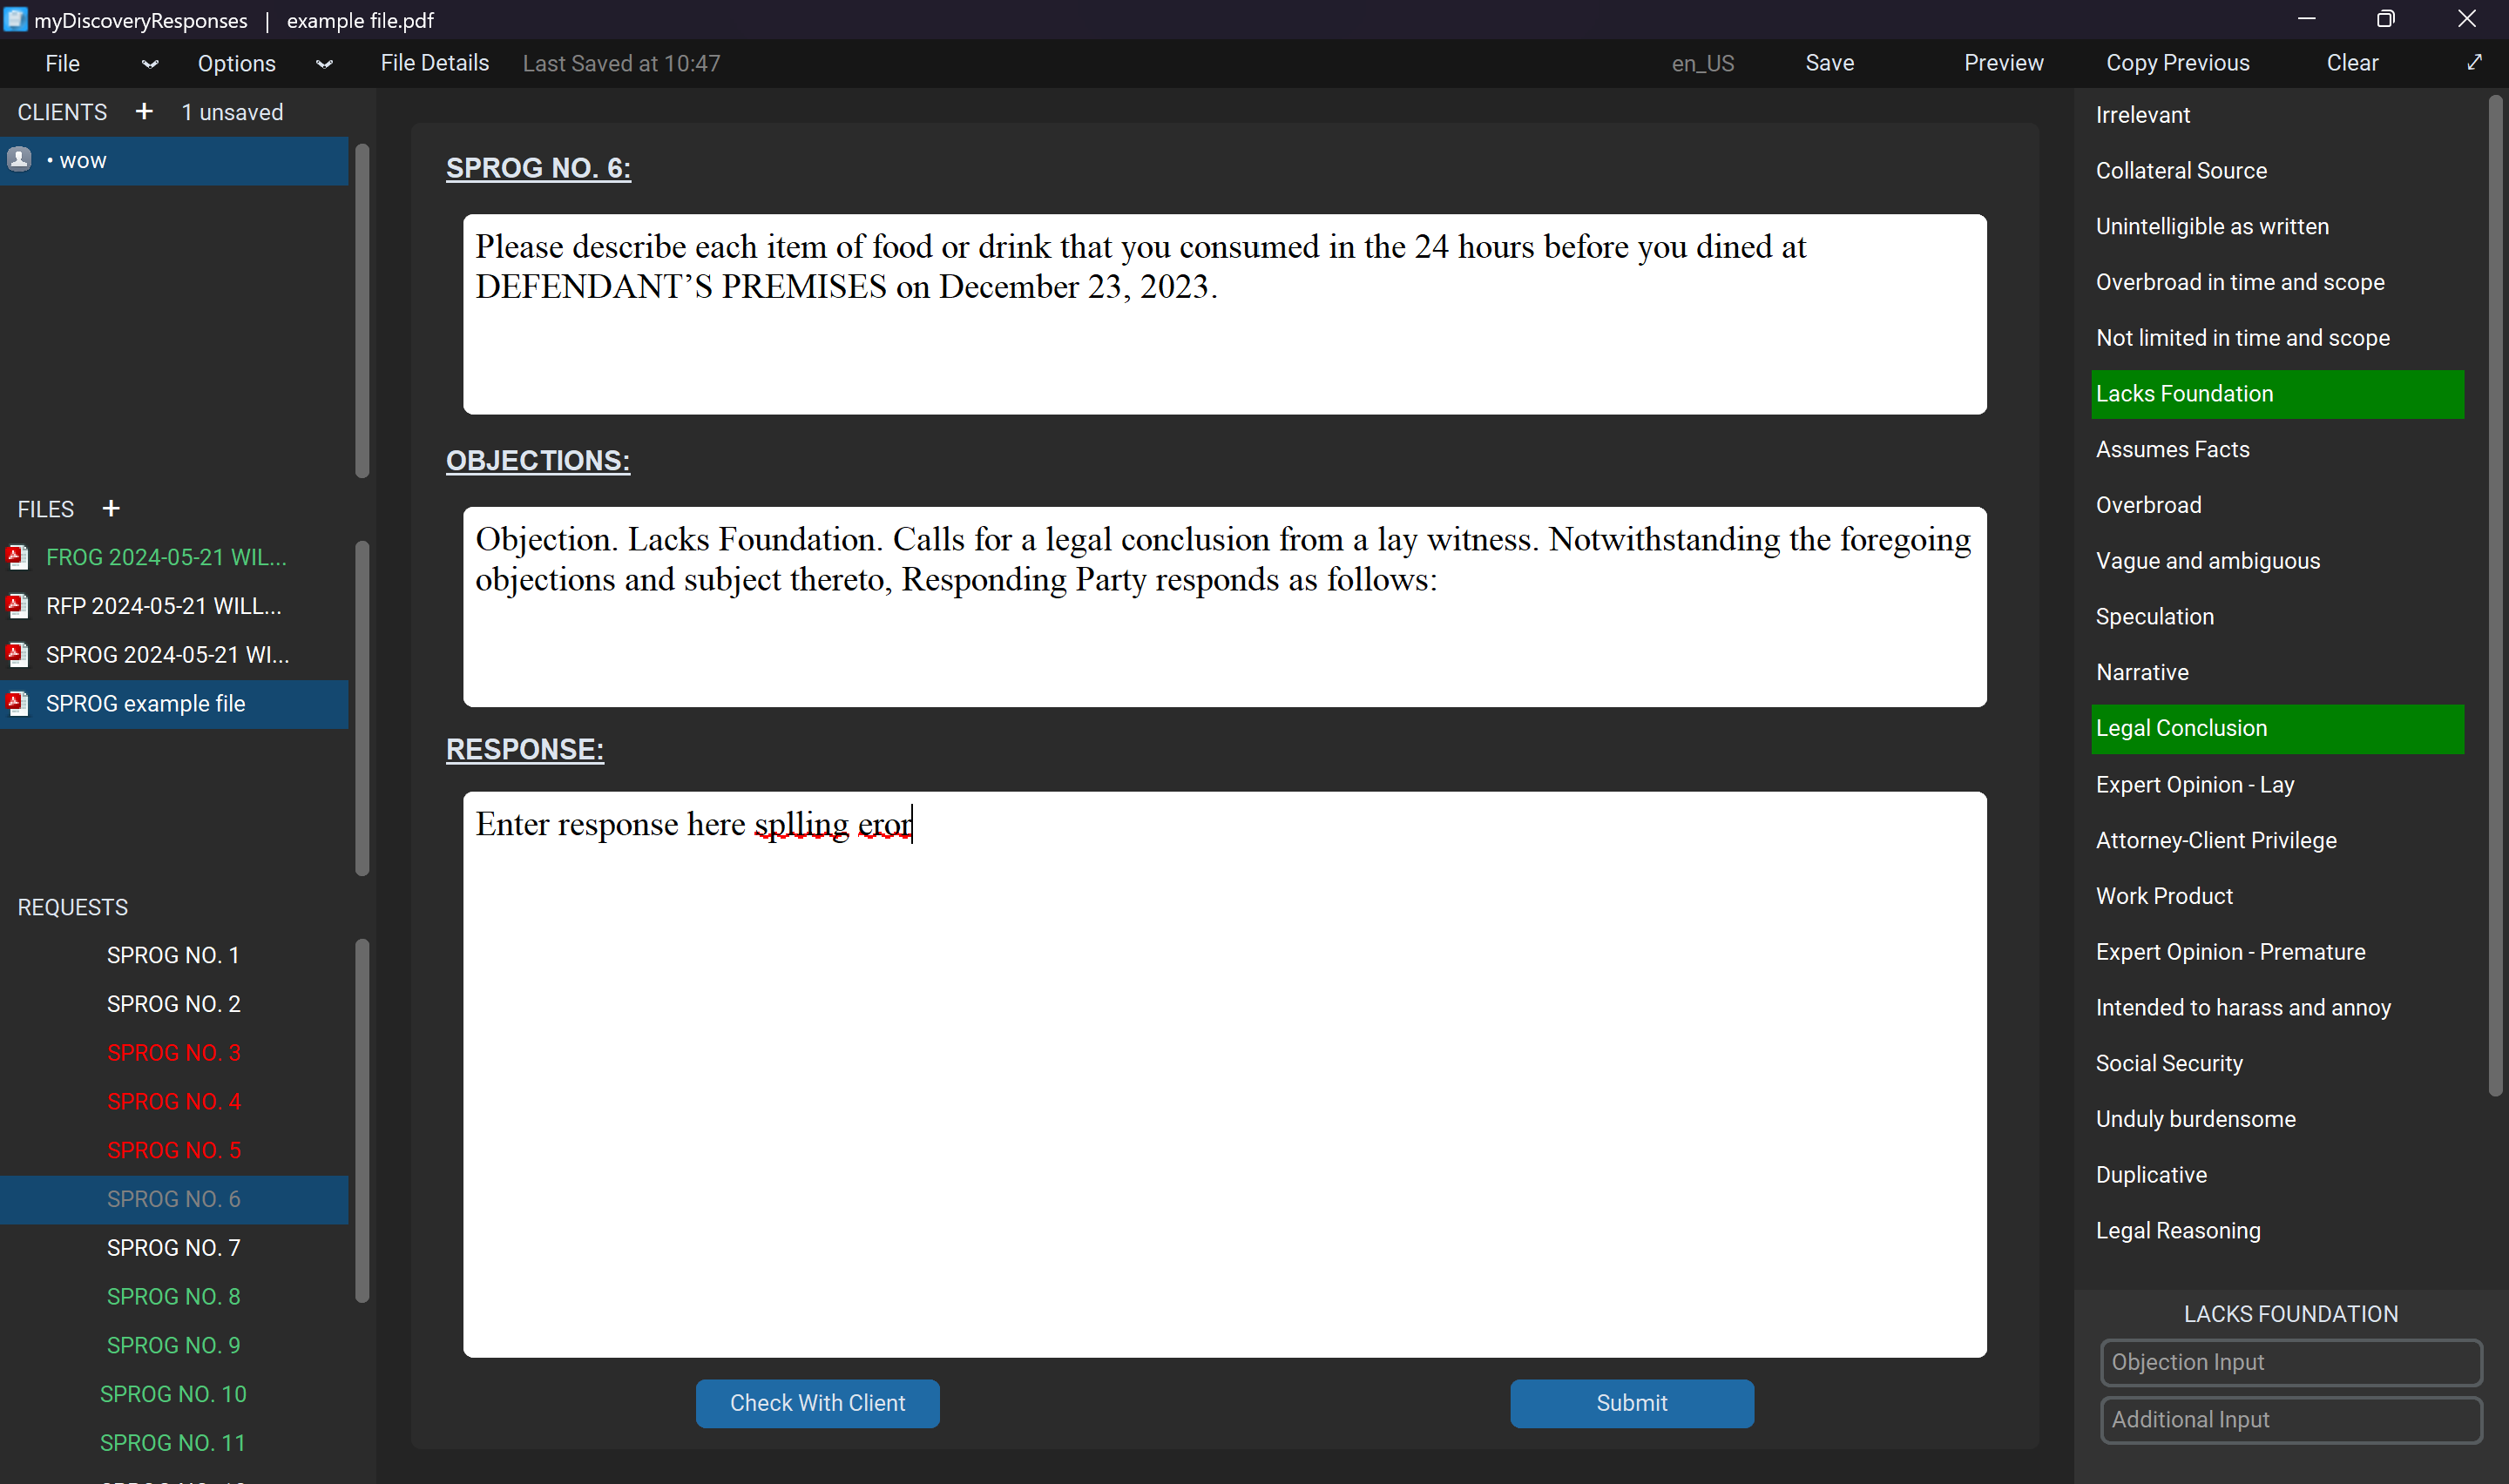 myDiscoveryResponses | example file.pdf
File Options File Details Last Saved at 10:47 en_US Save Preview Copy Previous Clear
CLIENTS + 1 unsaved
• wow
FILES +
FROG 2024-05-21 WIL...
RFP 2024-05-21 WILL...
SPROG 2024-05-21 WI...
SPROG example file
REQUESTS
SPROG NO. 1
SPROG NO. 2
SPROG NO. 3
SPROG NO. 4
SPROG NO. 5
SPROG NO. 6
SPROG NO. 7
SPROG NO. 8
SPROG NO. 9
SPROG NO. 10
SPROG NO. 11
SPROG NO. 6:
Please describe each item of food or drink that you consumed in the 24 hours before you dined at
DEFENDANT’S PREMISES on December 23, 2023.
OBJECTIONS:
Objection. Lacks Foundation. Calls for a legal conclusion from a lay witness. Notwithstanding the foregoing
objections and subject thereto, Responding Party responds as follows:
RESPONSE:
Enter response here splling eror
Check With Client Submit
Irrelevant
Collateral Source
Unintelligible as written
Overbroad in time and scope
Not limited in time and scope
Lacks Foundation
Assumes Facts
Overbroad
Vague and ambiguous
Speculation
Narrative
Legal Conclusion
Expert Opinion - Lay
Attorney-Client Privilege
Work Product
Expert Opinion - Premature
Intended to harass and annoy
Social Security
Unduly burdensome
Duplicative
Legal Reasoning
LACKS FOUNDATION
Objection Input
Additional Input